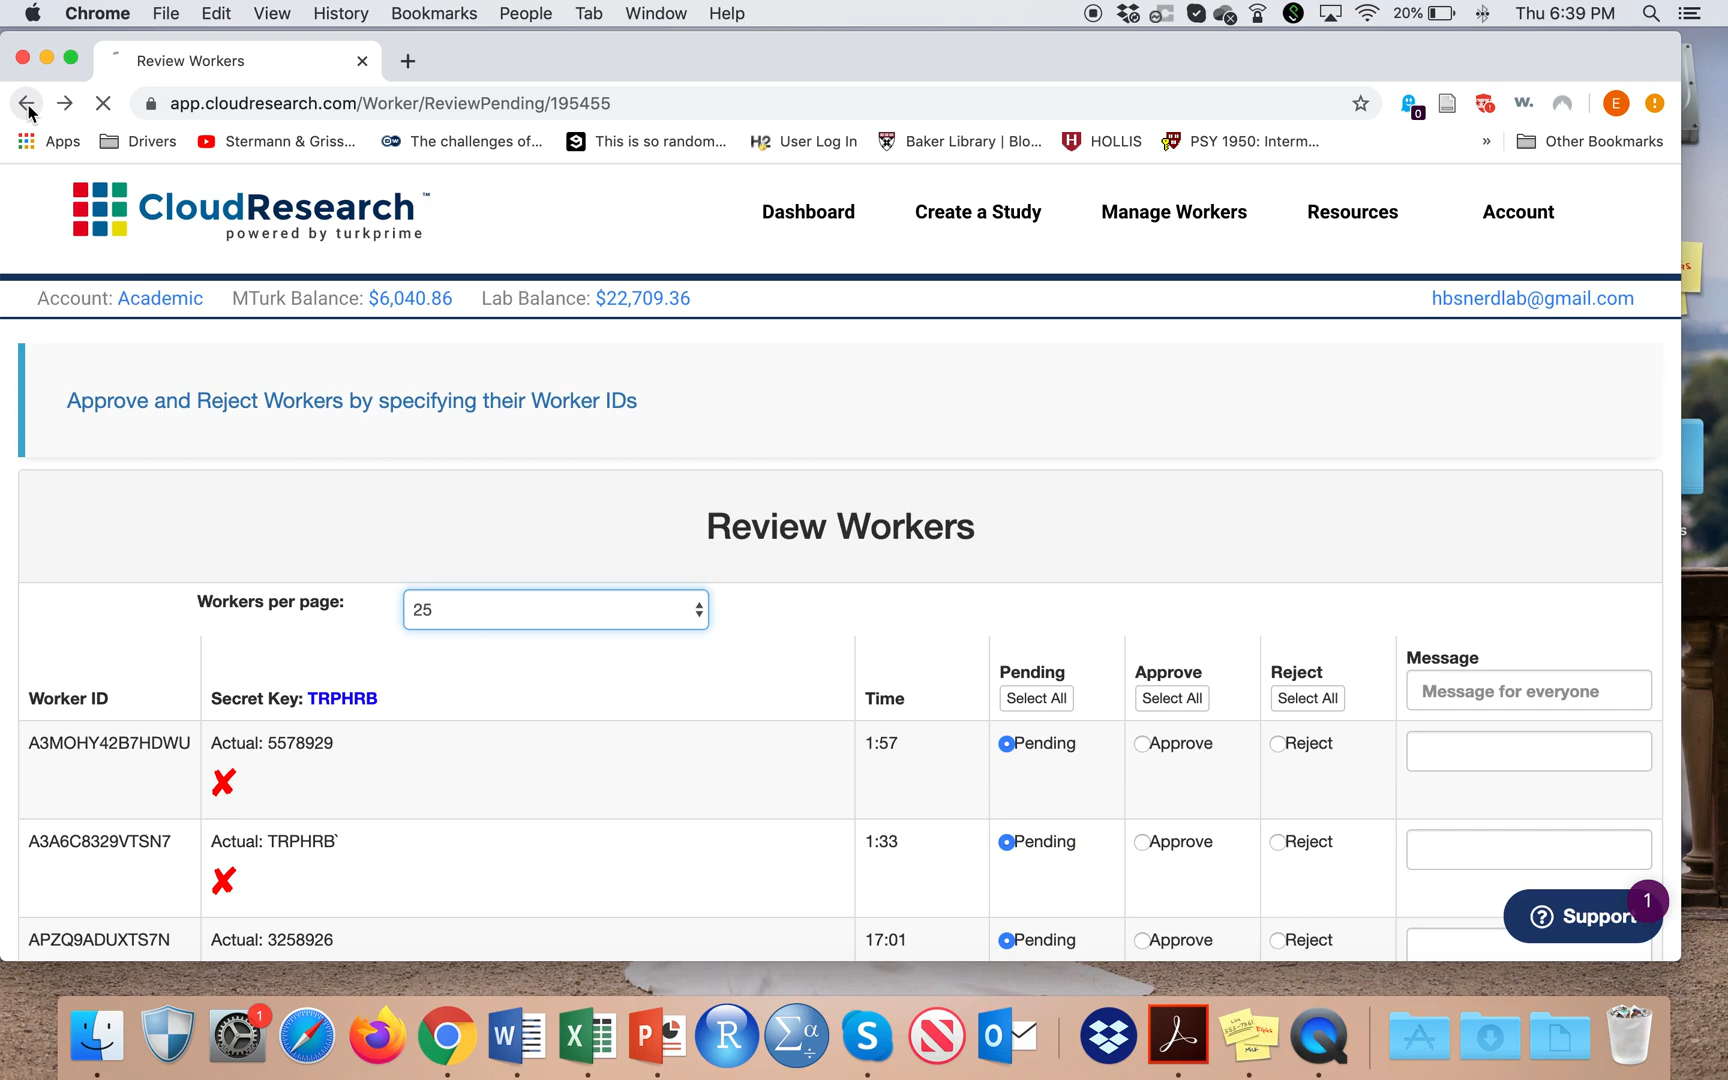 Chrome File Edit View History Bookmarks People Tab Window Help 20% Thu 6:39 PM
Review Workers
app.cloudresearch.com/Worker/ReviewPending/195455 0 W. E
Apps Drivers Stermann & Griss... The challenges of... This is so random... User Log In Baker Library | Blo... HOLLIS PSY 1950: Interm... » Other Bookmarks
CloudResearch™
powered by turkprime
Dashboard Create a Study Manage Workers Resources Account
Account: Academic MTurk Balance: $6,040.86 Lab Balance: $22,709.36 hbsnerdlab@gmail.com
Approve and Reject Workers by specifying their Worker IDs
Review Workers
Workers per page: 25
Worker ID Secret Key: TRPHRB Time Pending Select All Approve Select All Reject Select All Message Message for everyone
A3MOHY42B7HDWU Actual: 5578929 1:57 Pending Approve Reject
A3A6C8329VTSN7 Actual: TRPHRB` 1:33 Pending Approve Reject
APZQ9ADUXTS7N Actual: 3258926 17:01 Pending Approve Reject
Support 1
1